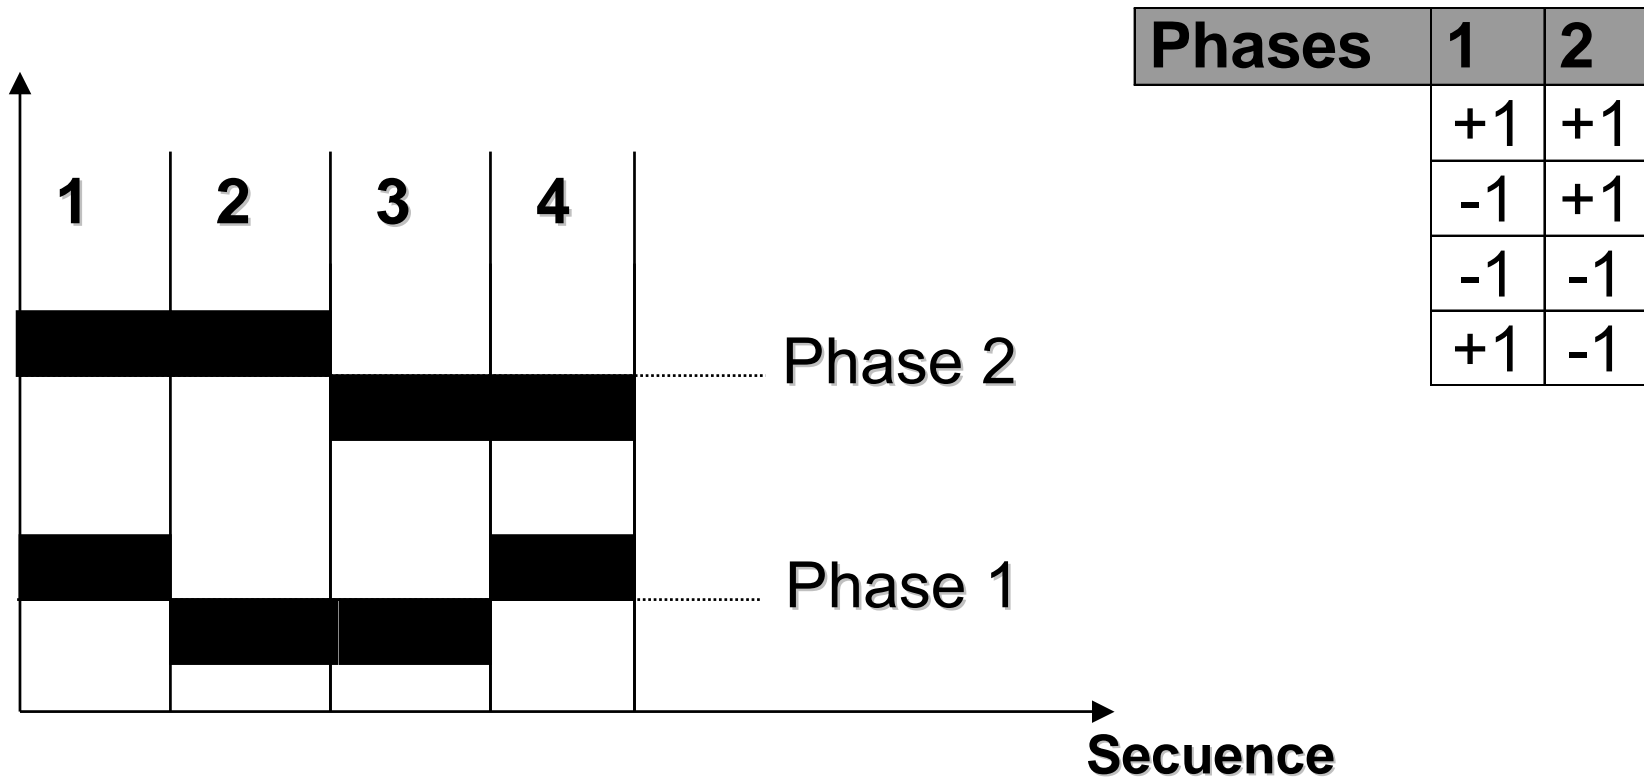 Phases 1 2
+1 +1
-1 +1
-1 -1
+1 -1
1 2 3 4
Phase 2
Phase 1
Secuence